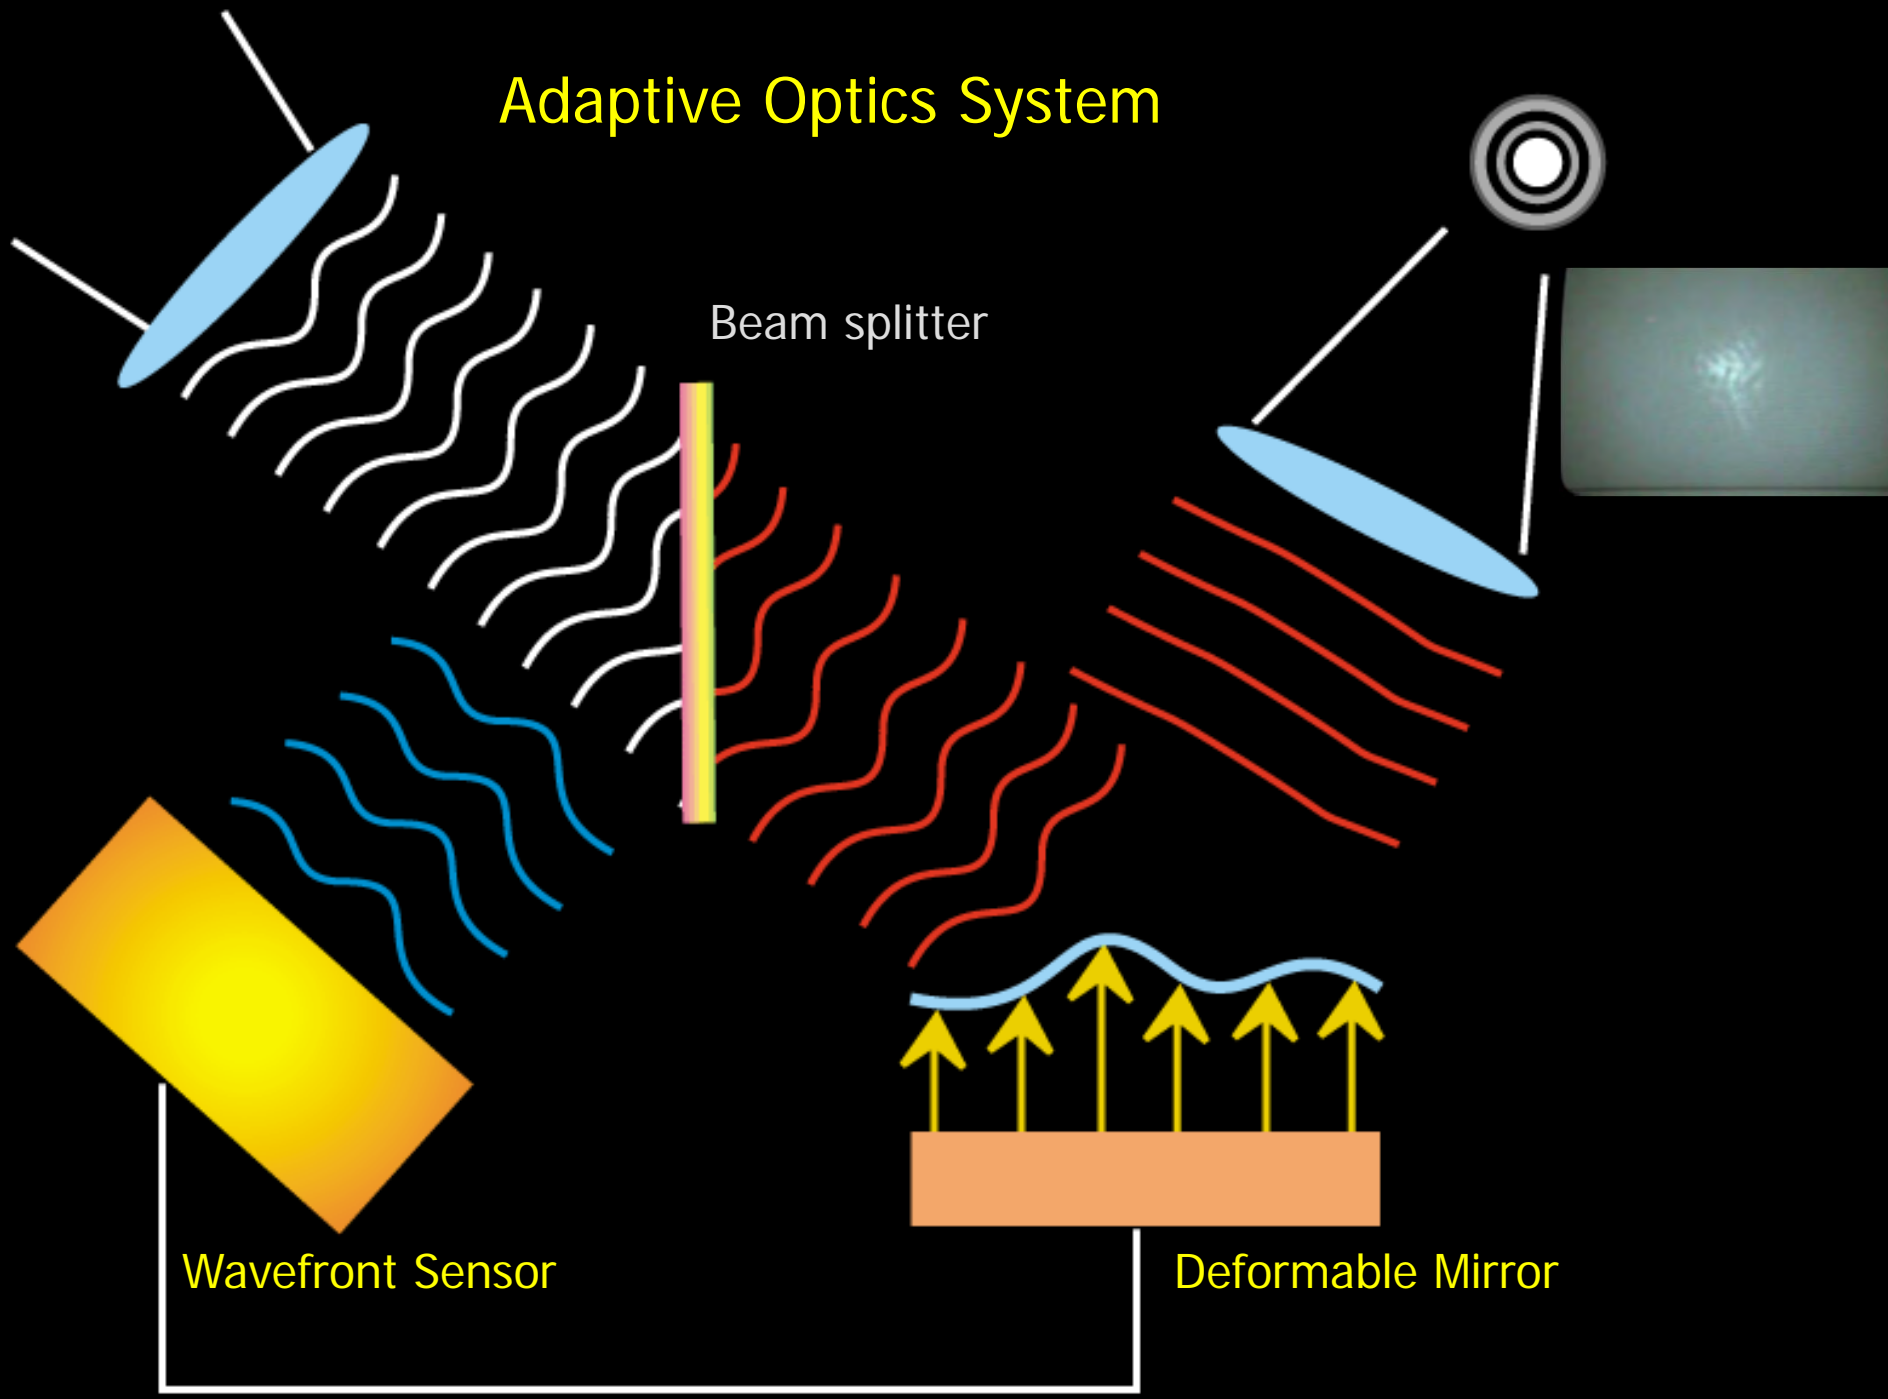 Adaptive Optics System
Beam splitter
Wavefront Sensor
Deformable Mirror